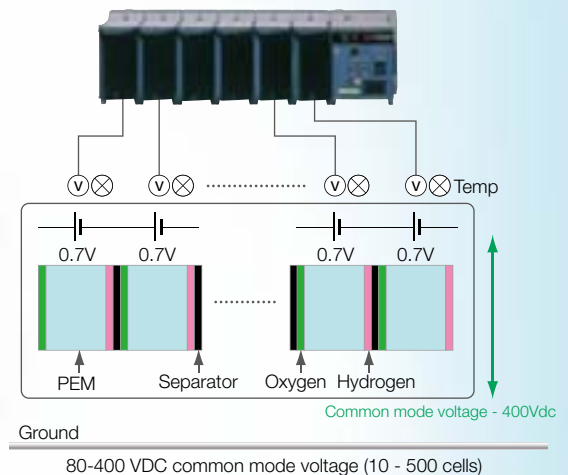 V V V V Temp
0.7V 0.7V 0.7V 0.7V
PEM Separator Oxygen Hydrogen
Common mode voltage - 400Vdc
Ground
80-400 VDC common mode voltage (10 - 500 cells)